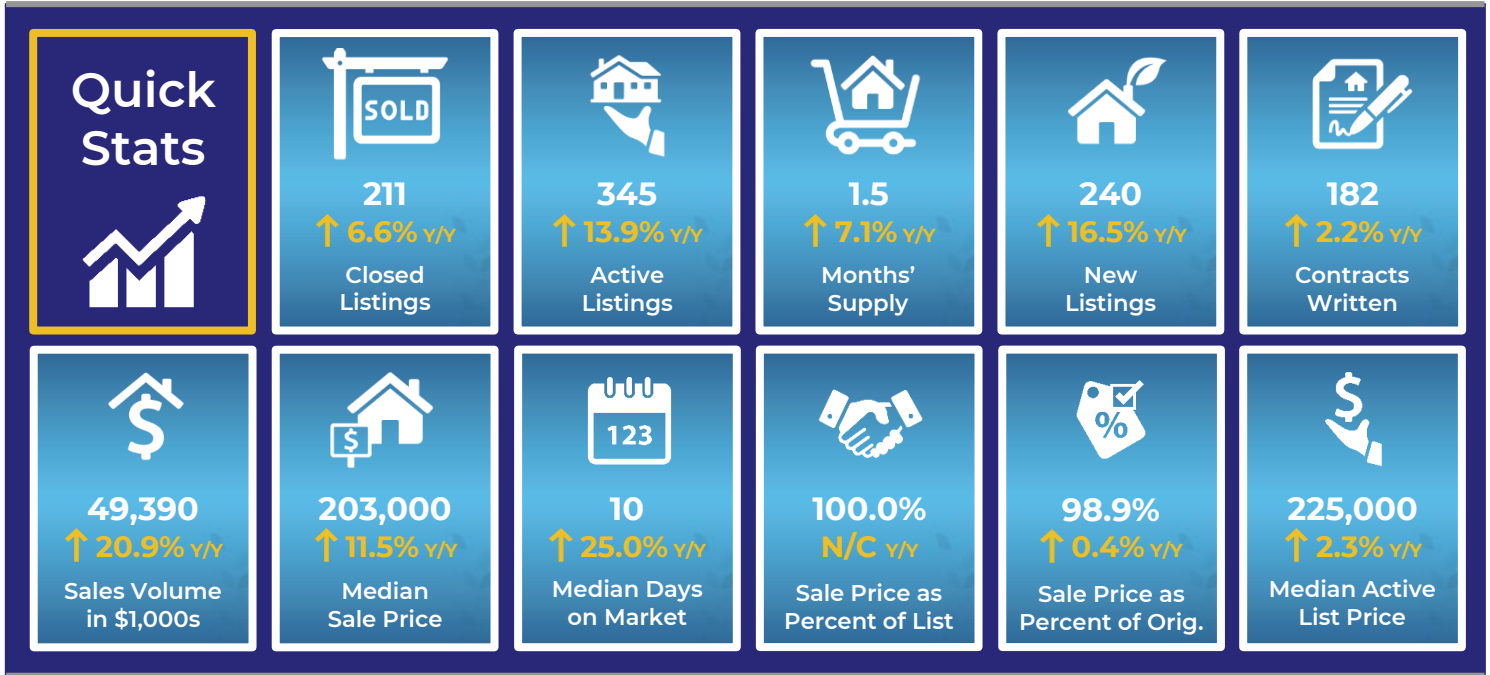 Quick
Stats
SOLD
211
↑ 6.6% Y/Y
Closed
Listings
345
↑ 13.9% Y/Y
Active
Listings
1.5
↑ 7.1% Y/Y
Months’
Supply
240
↑ 16.5% Y/Y
New
Listings
182
↑ 2.2% Y/Y
Contracts
Written
$
49,390
↑ 20.9% Y/Y
Sales Volume
in $1,000s
$
203,000
↑ 11.5% Y/Y
Median
Sale Price
123
10
↑ 25.0% Y/Y
Median Days
on Market
100.0%
N/C Y/Y
Sale Price as
Percent of List
%
98.9%
↑ 0.4% Y/Y
Sale Price as
Percent of Orig.
$
225,000
↑ 2.3% Y/Y
Median Active
List Price